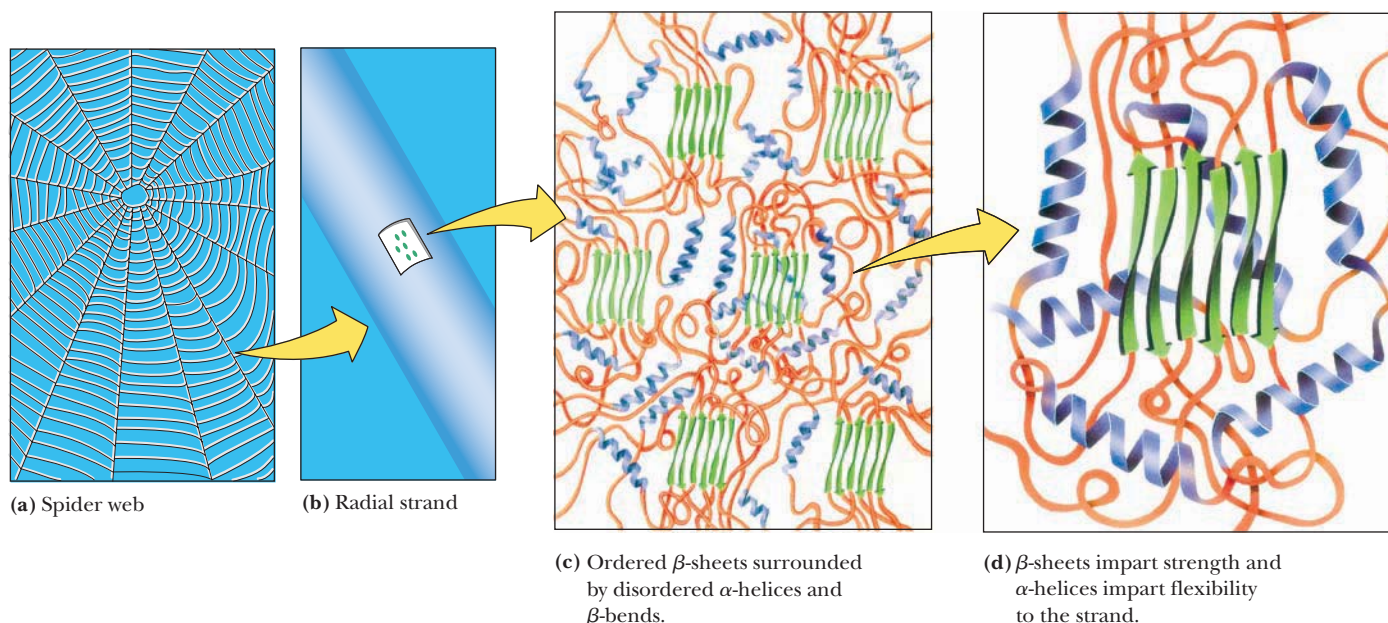 (a) Spider web
(b) Radial strand
(c) Ordered β-sheets surrounded
by disordered α-helices and
β-bends.
(d) β-sheets impart strength and
α-helices impart flexibility
to the strand.